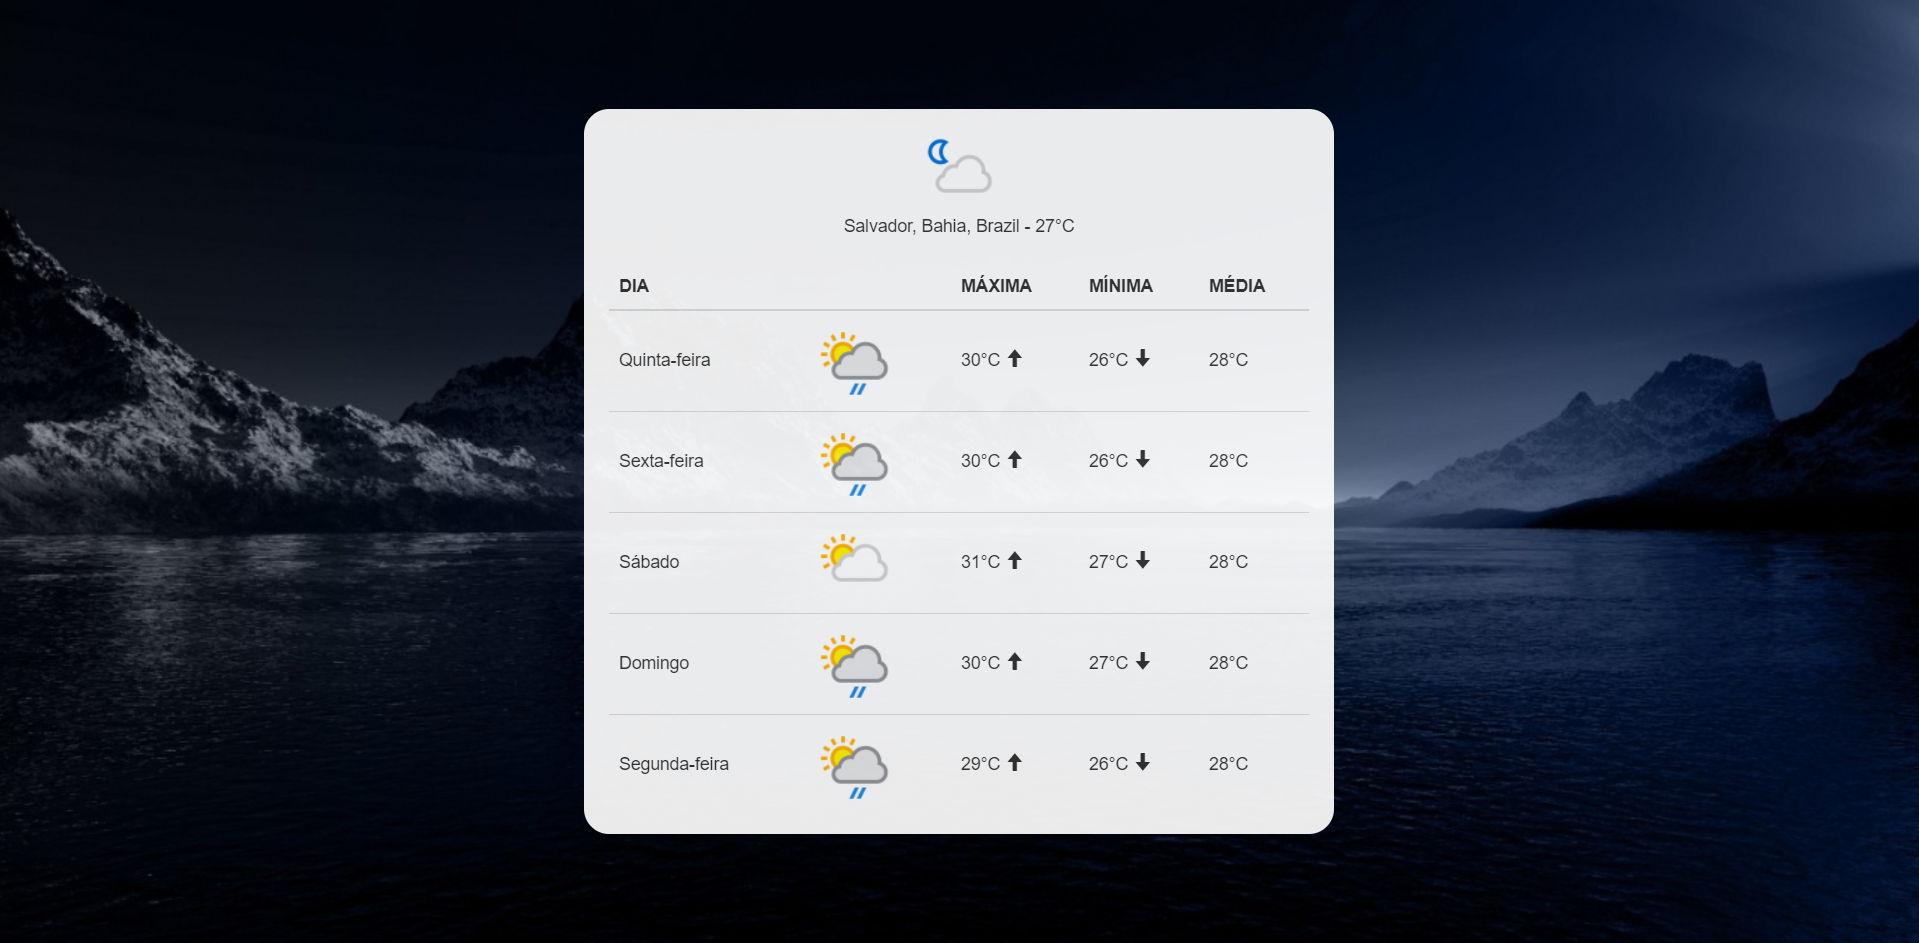 Salvador, Bahia, Brazil - 27°C
DIA MÁXIMA MÍNIMA MÉDIA
Quinta-feira 30°C 26°C 28°C
Sexta-feira 30°C 26°C 28°C
Sábado 31°C 27°C 28°C
Domingo 30°C 27°C 28°C
Segunda-feira 29°C 26°C 28°C